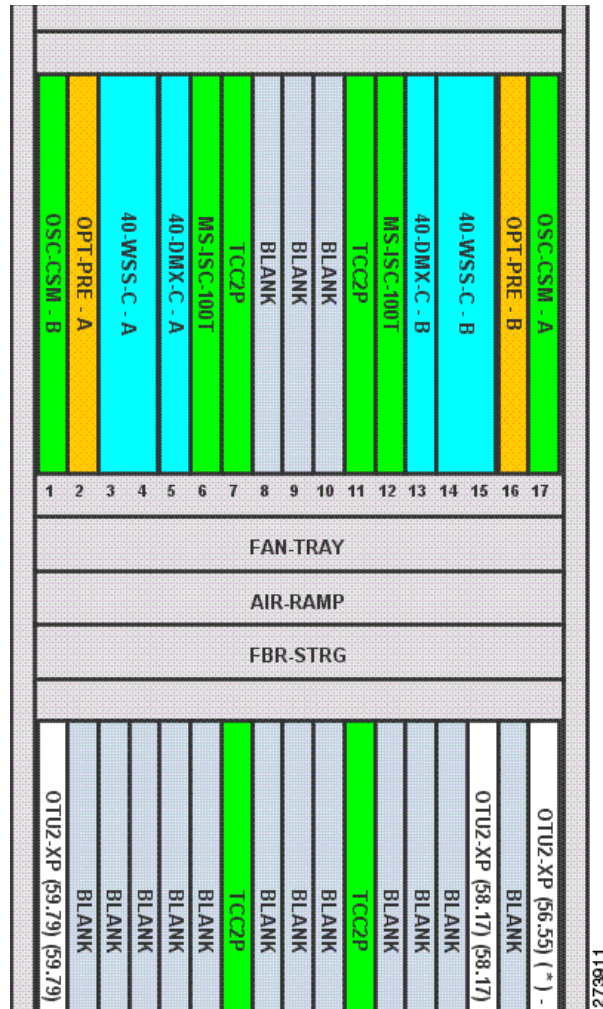 OSC-CSM - B
OPT-PRE - A
40-WSS-C - A
40-DMX-C - A
MS-ISC-100T
TCC2P
BLANK
BLANK
BLANK
TCC2P
MS-ISC-100T
40-DMX-C - B
40-WSS-C - B
OPT-PRE - B
OSC-CSM - A
1 2 3 4 5 6 7 8 9 10 11 12 13 14 15 16 17
FAN-TRAY
AIR-RAMP
FBR-STRG
OTU2-XP (59.79) (59.79)
BLANK
BLANK
BLANK
BLANK
BLANK
TCC2P
BLANK
BLANK
BLANK
TCC2P
BLANK
BLANK
BLANK
OTU2-XP (58.17) (58.17)
BLANK
OTU2-XP (56.55) ( * ) -
273911